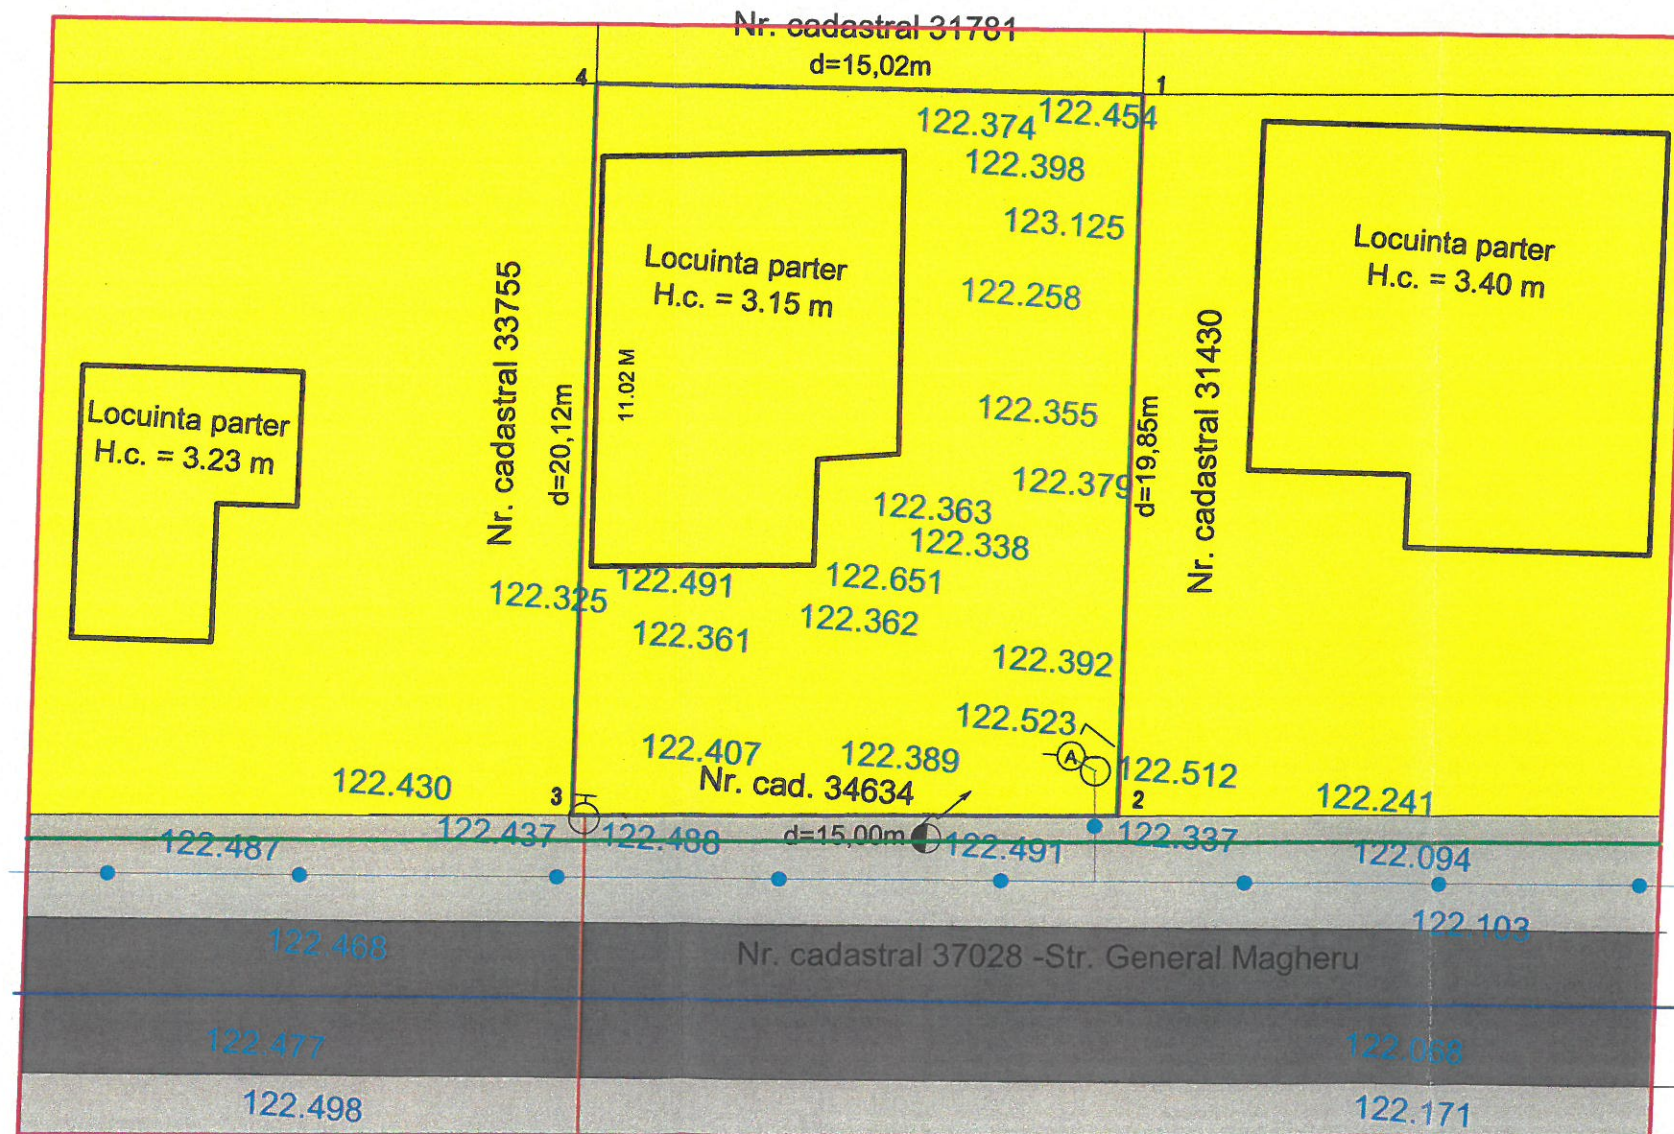 Nr. cadastral 31781
d=15,02m
4
1
122.374
122.454
122.398
123.125
Locuinta parter
H.c. = 3.15 m
122.258
Locuinta parter
H.c. = 3.40 m
Nr. cadastral 33755
d=20,12m
11.02 M
122.355
d=19,85m
Nr. cadastral 31430
Locuinta parter
H.c. = 3.23 m
122.379
122.363
122.338
122.325
122.491
122.651
122.361
122.362
122.392
122.523
A
122.407
122.389
122.512
122.430
3
Nr. cad. 34634
2
122.241
122.487
122.437
122.488
d=15,00m
122.491
122.337
122.094
122.103
122.468
Nr. cadastral 37028 -Str. General Magheru
122.477
122.068
122.498
122.171